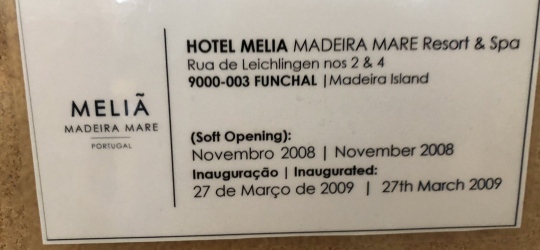 MELIÃ
MADEIRA MARE
PORTUGAL
HOTEL MELIA MADEIRA MARE Resort & Spa
Rua de Leichlingen nos 2 & 4
9000-003 FUNCHAL | Madeira Island
(Soft Opening):
Novembro 2008 | November 2008
Inauguração | Inaugurated:
27 de Março de 2009 | 27th March 2009